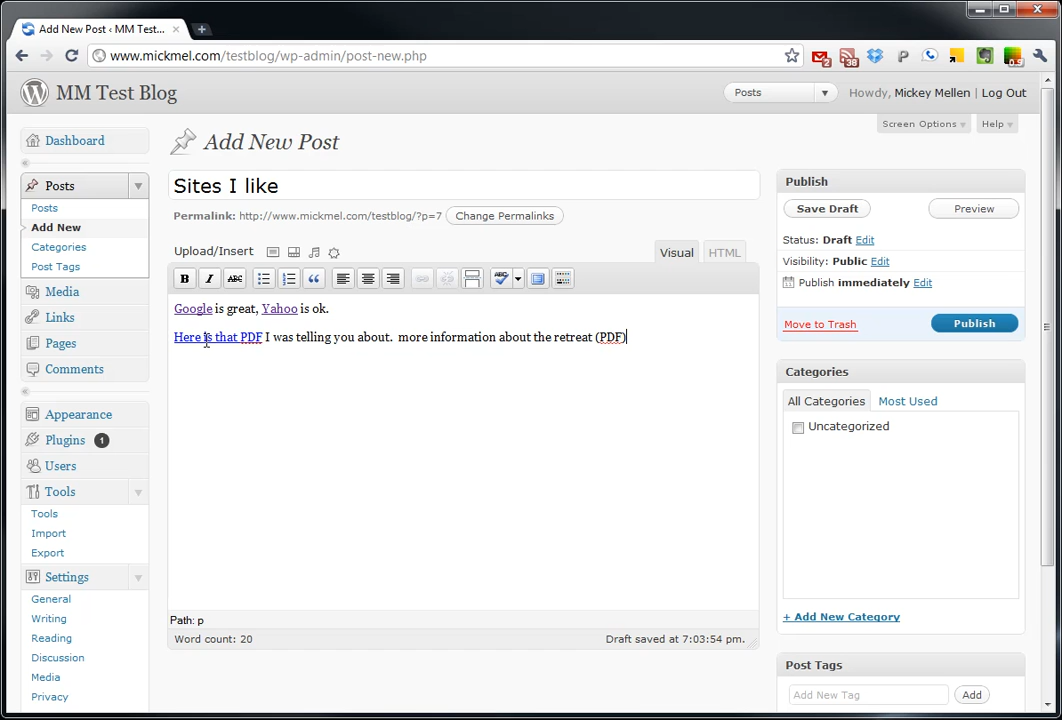 Add New Post ‹ MM Test...
www.mickmel.com/testblog/wp-admin/post-new.php
2
38
P
0.9
MM Test Blog
Posts
Howdy, Mickey Mellen | Log Out
Screen Options
Help
Dashboard
Posts
Posts
Add New
Categories
Post Tags
Media
Links
Pages
Comments
Appearance
Plugins 1
Users
Tools
Tools
Import
Export
Settings
General
Writing
Reading
Discussion
Media
Privacy
Add New Post
Sites I like
Permalink: http://www.mickmel.com/testblog/?p=7 Change Permalinks
Upload/Insert
Visual
HTML
B I ABC
ABC
Google is great, Yahoo is ok.
Here is that PDF I was telling you about.  more information about the retreat (PDF)
Path: p
Word count: 20
Draft saved at 7:03:54 pm.
Publish
Save Draft
Preview
Status: Draft Edit
Visibility: Public Edit
Publish immediately Edit
Move to Trash
Publish
Categories
All Categories
Most Used
Uncategorized
+ Add New Category
Post Tags
Add New Tag
Add